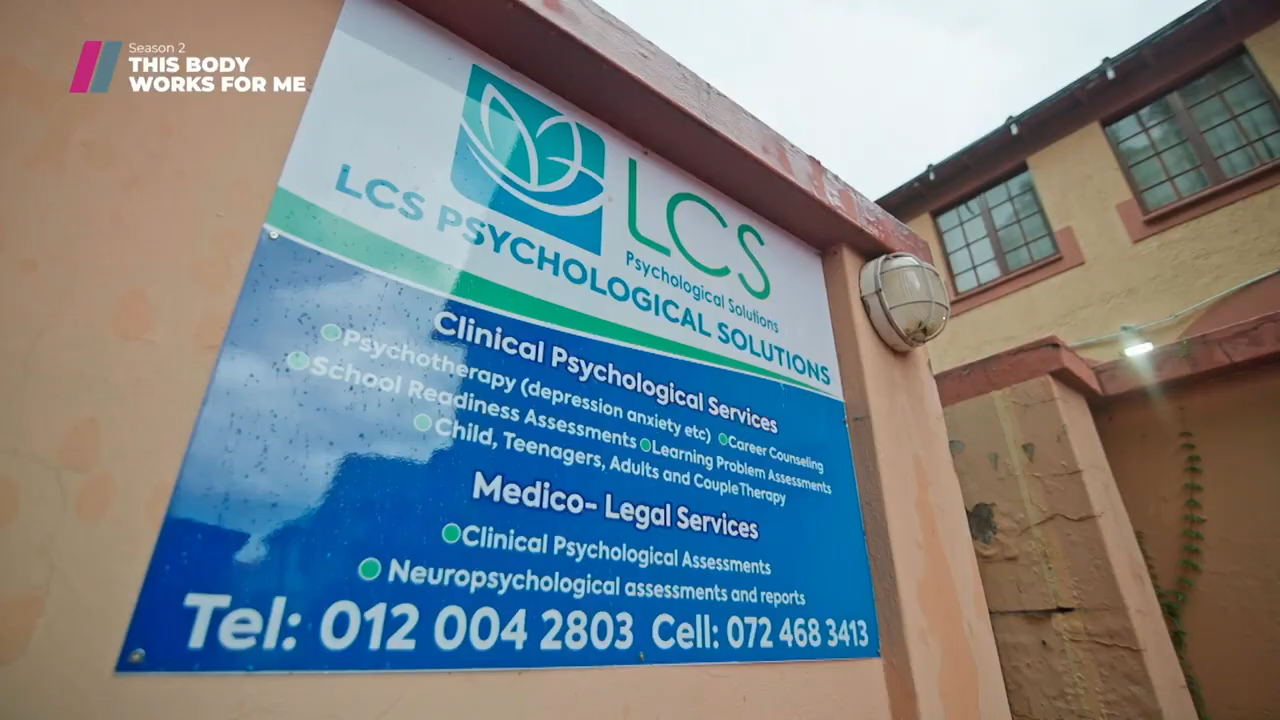 Season 2
THIS BODY
WORKS FOR ME
LCS
Psychological Solutions
LCS PSYCHOLOGICAL SOLUTIONS
Clinical Psychological Services
Psychotherapy (depression anxiety etc) Career Counseling
School Readiness Assessments Learning Problem Assessments
Child, Teenagers, Adults and Couple Therapy
Medico- Legal Services
Clinical Psychological Assessments
Neuropsychological assessments and reports
Tel: 012 004 2803 Cell: 072 468 3413